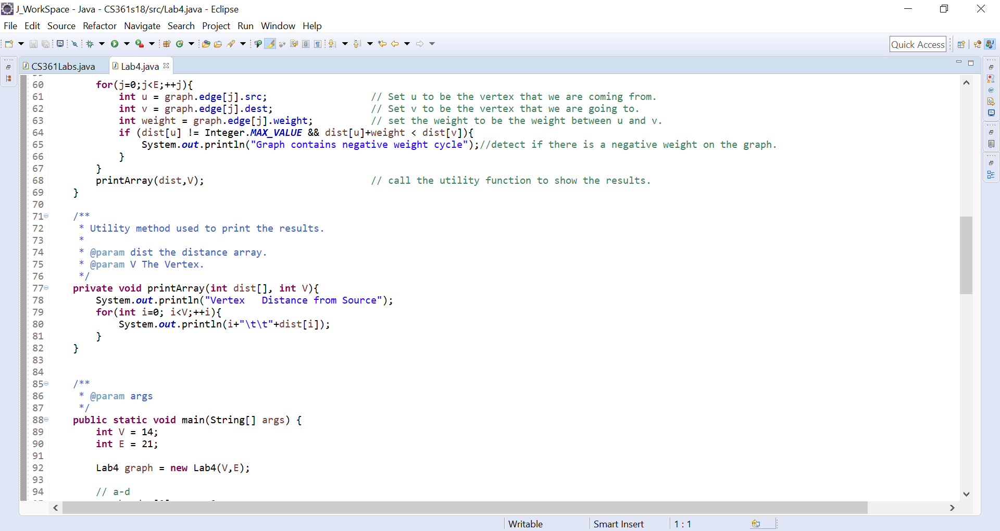 J_WorkSpace - Java - CS361s18/src/Lab4.java - Eclipse
File Edit Source Refactor Navigate Search Project Run Window Help
Quick Access
CS361Labs.java Lab4.java
60 for(j=0;j<E;++j){
61 int u = graph.edge[j].src; // Set u to be the vertex that we are coming from.
62 int v = graph.edge[j].dest; // Set v to be the vertex that we are going to.
63 int weight = graph.edge[j].weight; // set the weight to be the weight between u and v.
64 if (dist[u] != Integer.MAX_VALUE && dist[u]+weight < dist[v]){
65 System.out.println("Graph contains negative weight cycle");//detect if there is a negative weight on the graph.
66 }
67 }
68 printArray(dist,V); // call the utility function to show the results.
69 }
70
71 /**
72 * Utility method used to print the results.
73 *
74 * @param dist the distance array.
75 * @param V The Vertex.
76 */
77 private void printArray(int dist[], int V){
78 System.out.println("Vertex   Distance from Source");
79 for(int i=0; i<V;++i){
80 System.out.println(i+"\t\t"+dist[i]);
81 }
82 }
83
84
85 /**
86 * @param args
87 */
88 public static void main(String[] args) {
89 int V = 14;
90 int E = 21;
91
92 Lab4 graph = new Lab4(V,E);
93
94 // a-d
Writable Smart Insert 1 : 1